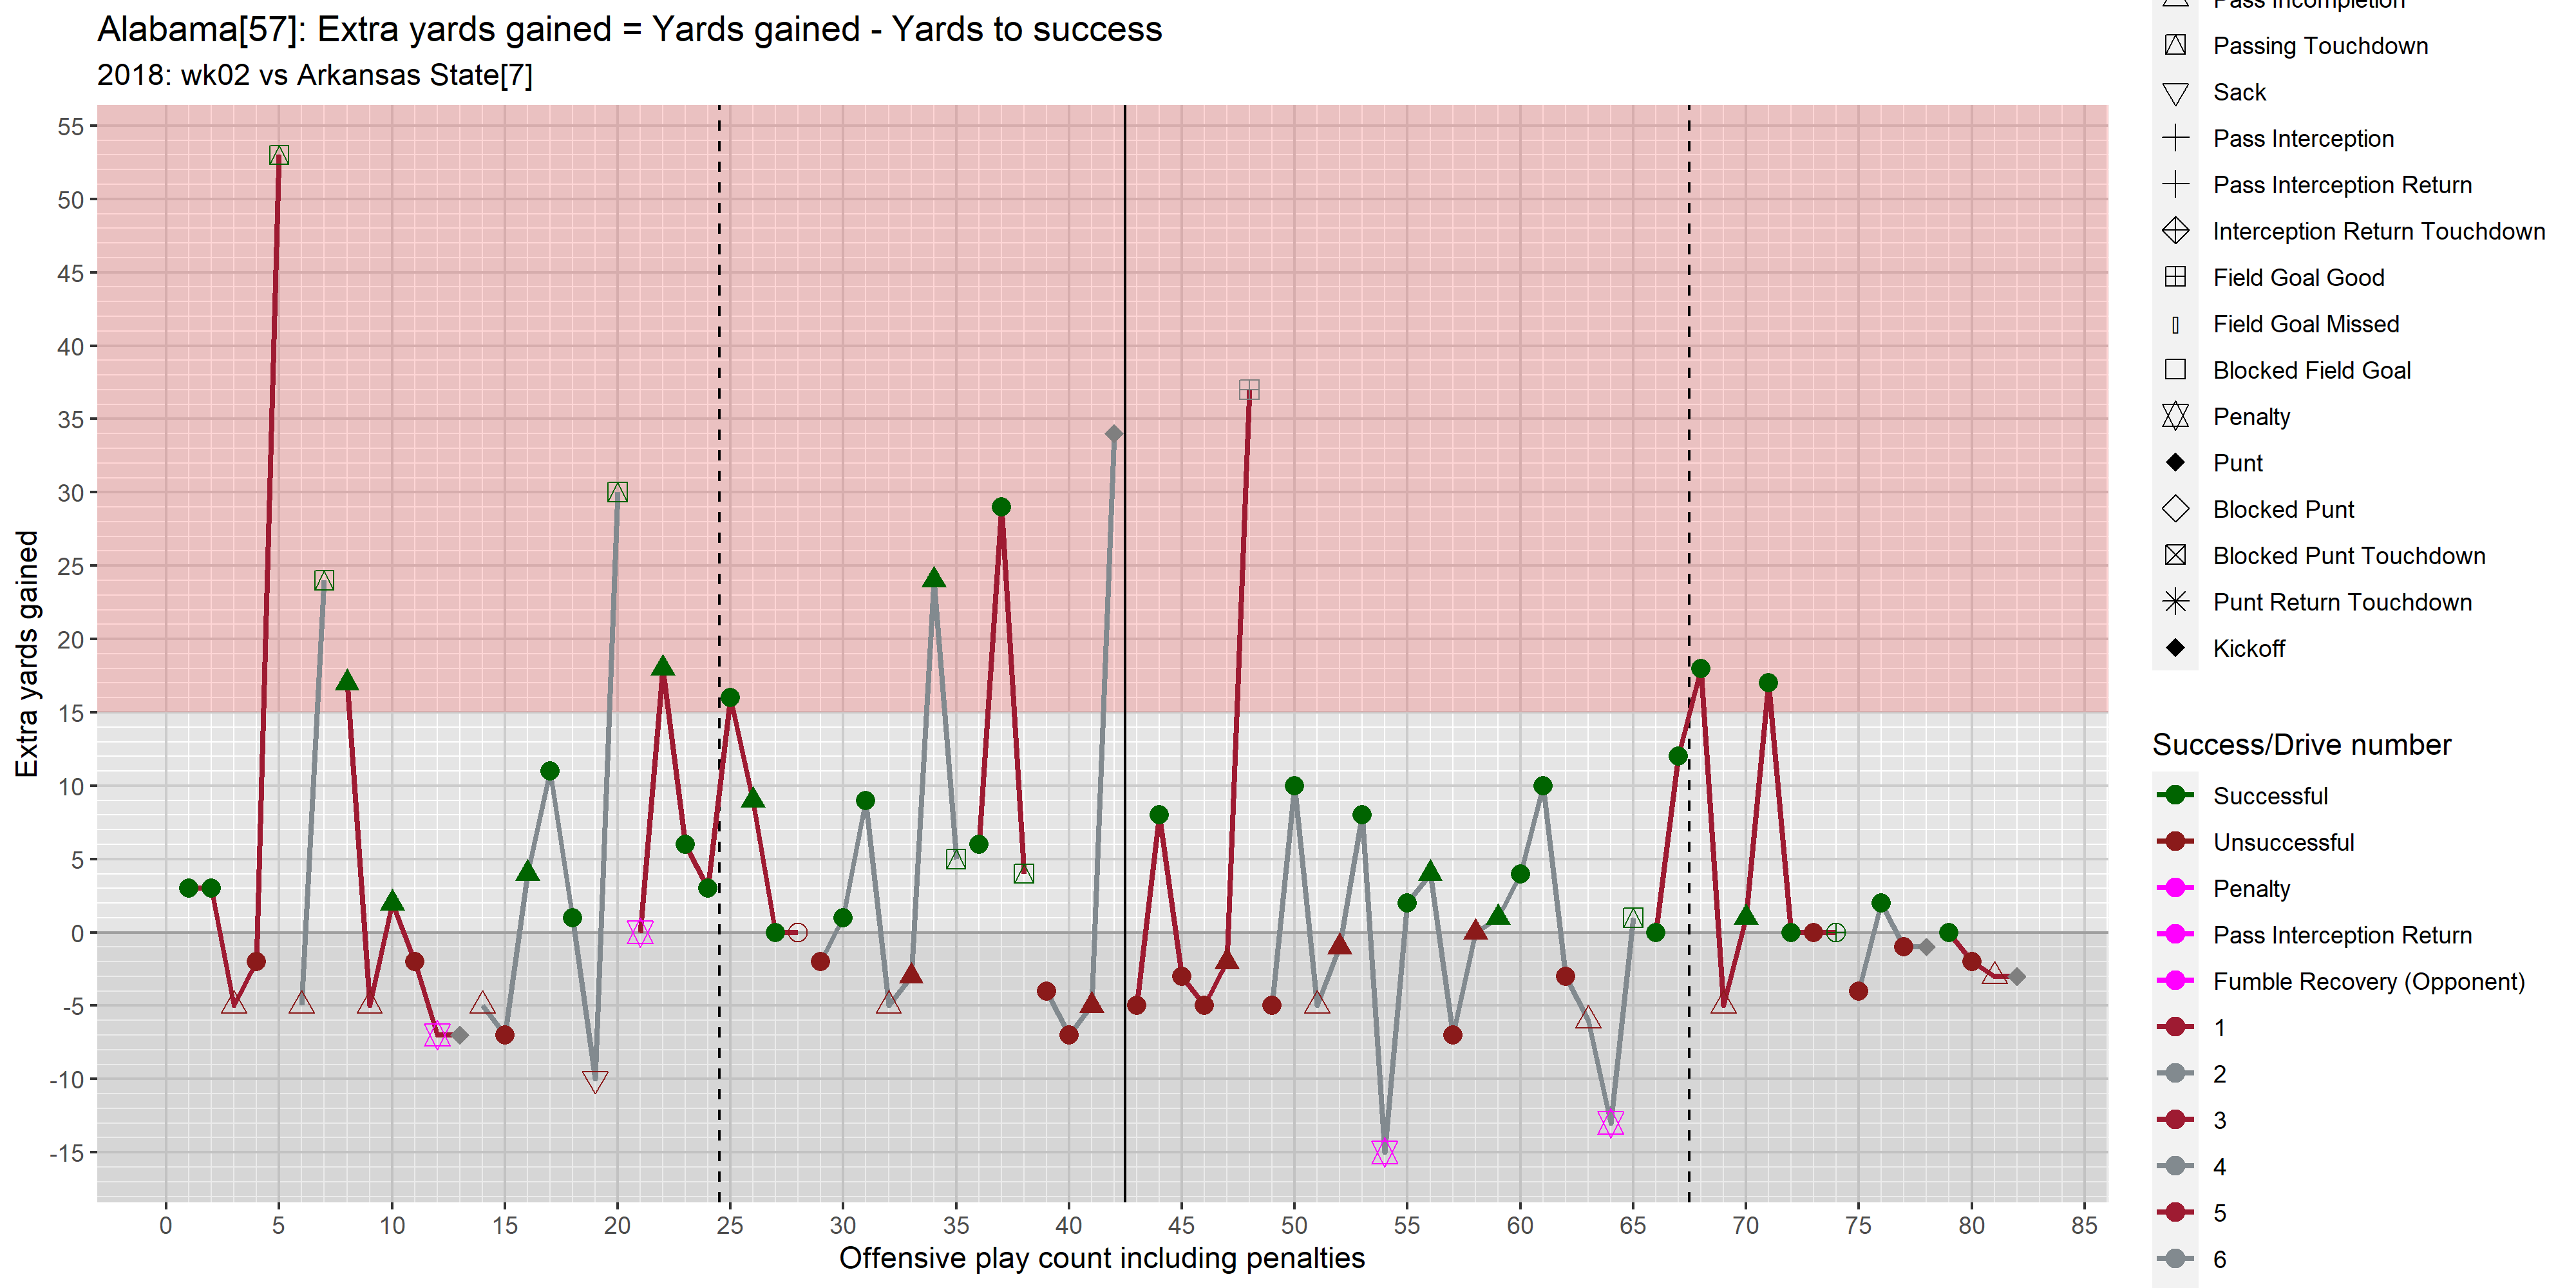 Alabama[57]: Extra yards gained = Yards gained - Yards to success
2018: wk02 vs Arkansas State[7]
Extra yards gained
55
50
45
40
35
30
25
20
15
10
5
0
-5
-10
-15
0 5 10 15 20 25 30 35 40 45 50 55 60 65 70 75 80 85
Offensive play count including penalties
Pass Incompletion
Passing Touchdown
Sack
Pass Interception
Pass Interception Return
Interception Return Touchdown
Field Goal Good
Field Goal Missed
Blocked Field Goal
Penalty
Punt
Blocked Punt
Blocked Punt Touchdown
Punt Return Touchdown
Kickoff
Success/Drive number
Successful
Unsuccessful
Penalty
Pass Interception Return
Fumble Recovery (Opponent)
1
2
3
4
5
6